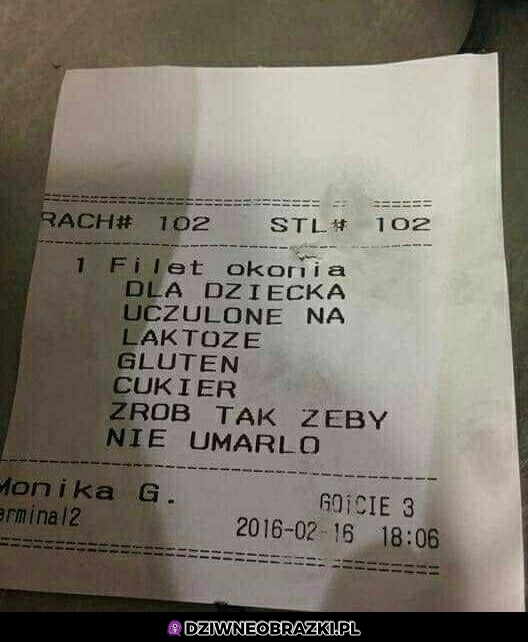 RACH# 102 STL# 102
1 Filet okonia
DLA DZIECKA
UCZULONE NA
LAKTOZE
GLUTEN
CUKIER
ZROB TAK ZEBY
NIE UMARLO
Monika G. GOICIE 3
erminal2 2016-02-16 18:06
DZIWNEOBRAZKI.PL